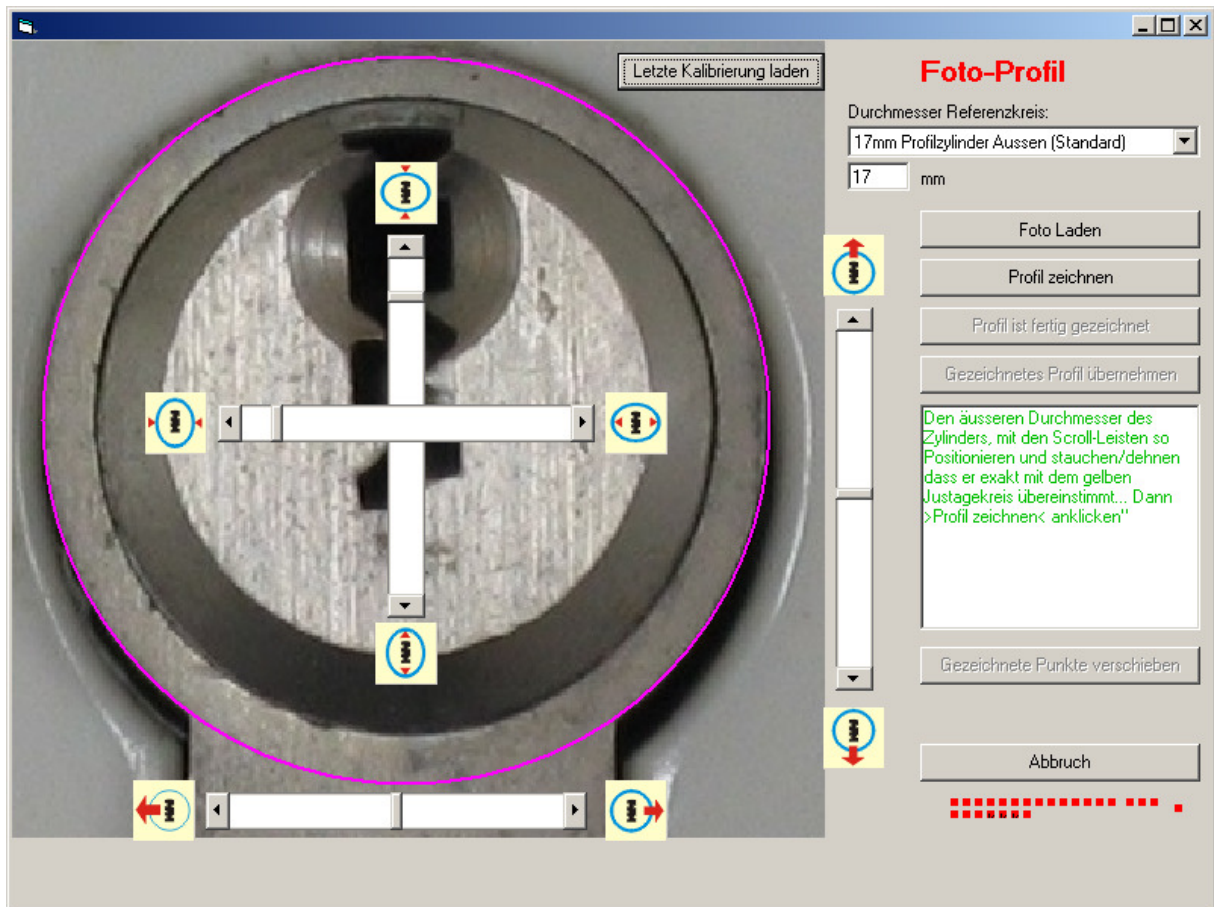 Letzte Kalibrierung laden
Foto-Profil
Durchmesser Referenzkreis:
17mm Profilzylinder Aussen (Standard)
17 mm
Foto Laden
Profil zeichnen
Profil ist fertig gezeichnet
Gezeichnetes Profil übernehmen
Den äusseren Durchmesser des
Zylinders, mit den Scroll-Leisten so
Positionieren und stauchen/dehnen
dass er exakt mit dem gelben
Justagekreis übereinstimmt... Dann
>Profil zeichnen< anklicken"
Gezeichnete Punkte verschieben
Abbruch